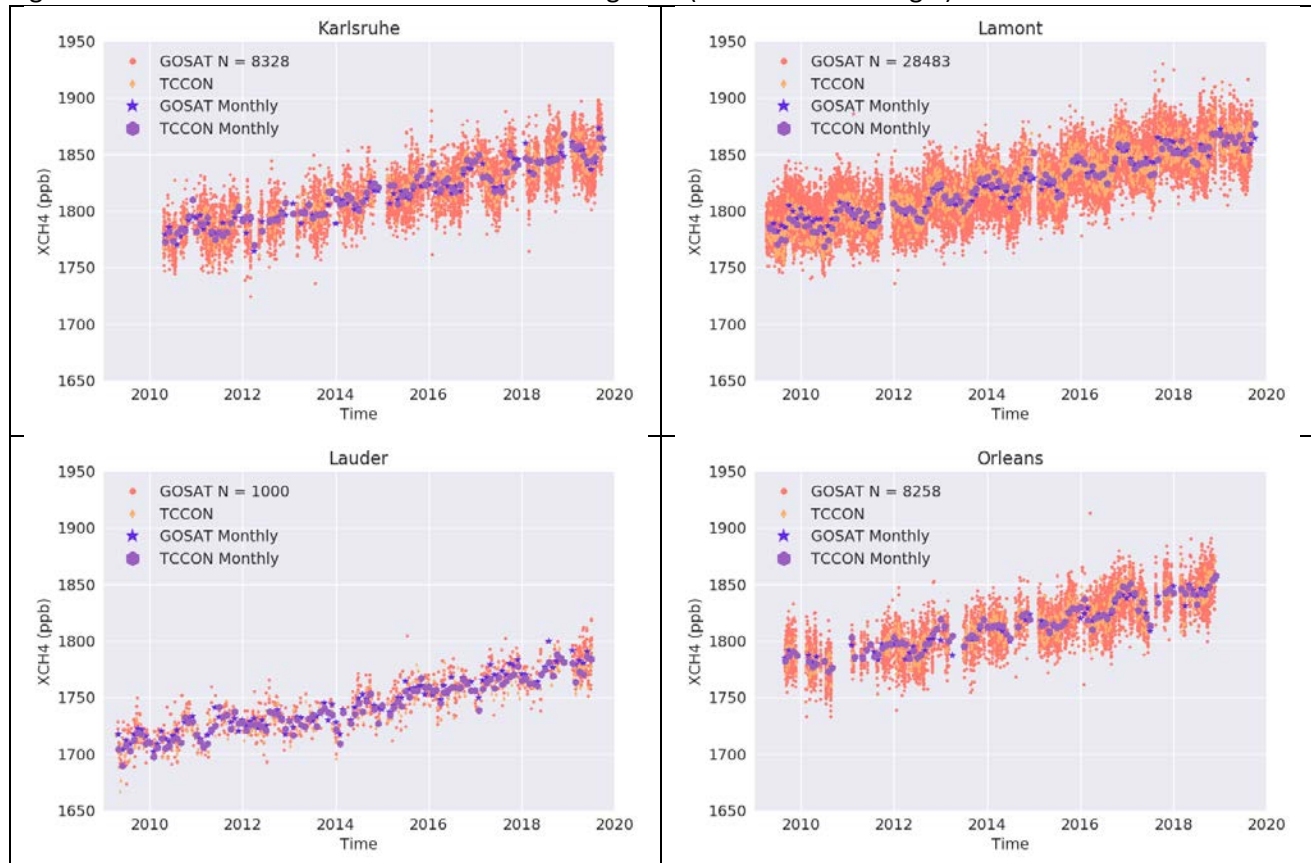 Karlsruhe
1950
1900
1850
1800
1750
1700
1650
XCH4 (ppb)
GOSAT N = 8328
TCCON
GOSAT Monthly
TCCON Monthly
2010 2012 2014 2016 2018 2020
Time
Lamont
1950
1900
1850
1800
1750
1700
1650
XCH4 (ppb)
GOSAT N = 28483
TCCON
GOSAT Monthly
TCCON Monthly
2010 2012 2014 2016 2018 2020
Time
Lauder
1950
1900
1850
1800
1750
1700
1650
XCH4 (ppb)
GOSAT N = 1000
TCCON
GOSAT Monthly
TCCON Monthly
2010 2012 2014 2016 2018 2020
Time
Orleans
1950
1900
1850
1800
1750
1700
1650
XCH4 (ppb)
GOSAT N = 8258
TCCON
GOSAT Monthly
TCCON Monthly
2010 2012 2014 2016 2018 2020
Time